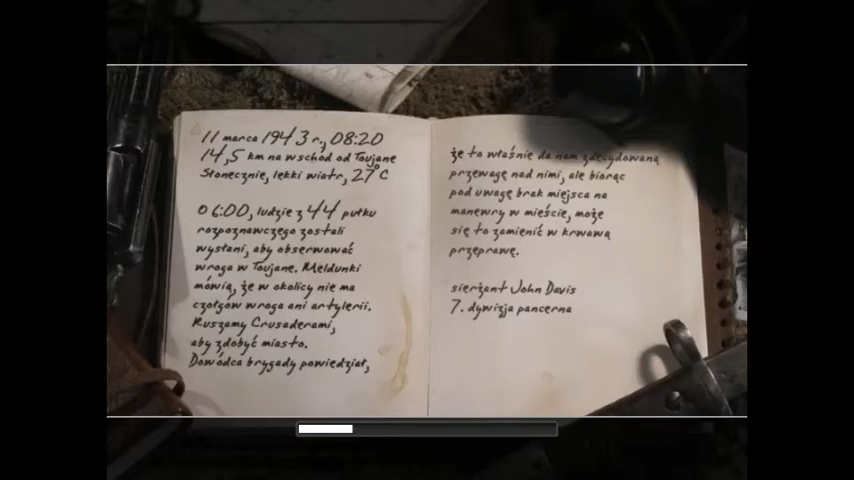 11 marca 1943 r., 08:20
14,5 km na wschód od Toujane
Słonecznie, lekki wiatr, 27°C
O 6:00, ludzie z 44 pułku
rozpoznawczego zostali
wysłani, aby obserwować
wroga w Toujane. Meldunki
mówią, że w okolicy nie ma
czołgów wroga ani artylerii.
Ruszamy Crusaderami,
aby zdobyć miasto.
Dowódca brygady powiedział,
że to właśnie da nam zdecydowaną
przewagę nad nimi, ale biorąc
pod uwagę brak miejsca na
manewry w mieście, może
się to zamienić w krwawą
przeprawę.
sierżant John Davis
7. dywizja pancerna